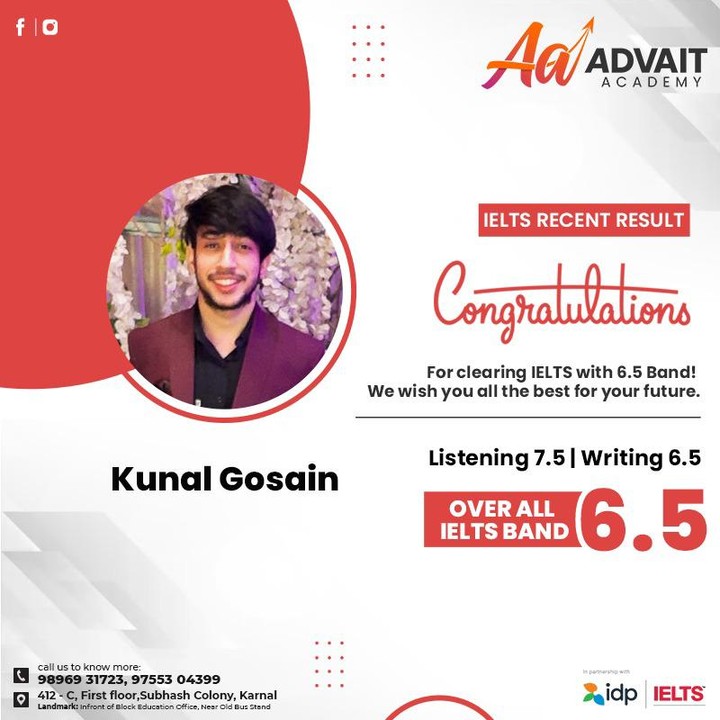 Aa ADVAIT
ACADEMY
IELTS RECENT RESULT
Congratulations
For clearing IELTS with 6.5 Band!
We wish you all the best for your future.
Listening 7.5 | Writing 6.5
Kunal Gosain
OVER ALL
IELTS BAND 6.5
call us to know more:
98969 31723, 97553 04399
412 - C, First floor,Subhash Colony, Karnal
Landmark: Infront of Block Education Office, Near Old Bus Stand
In partnership with
idp | IELTS